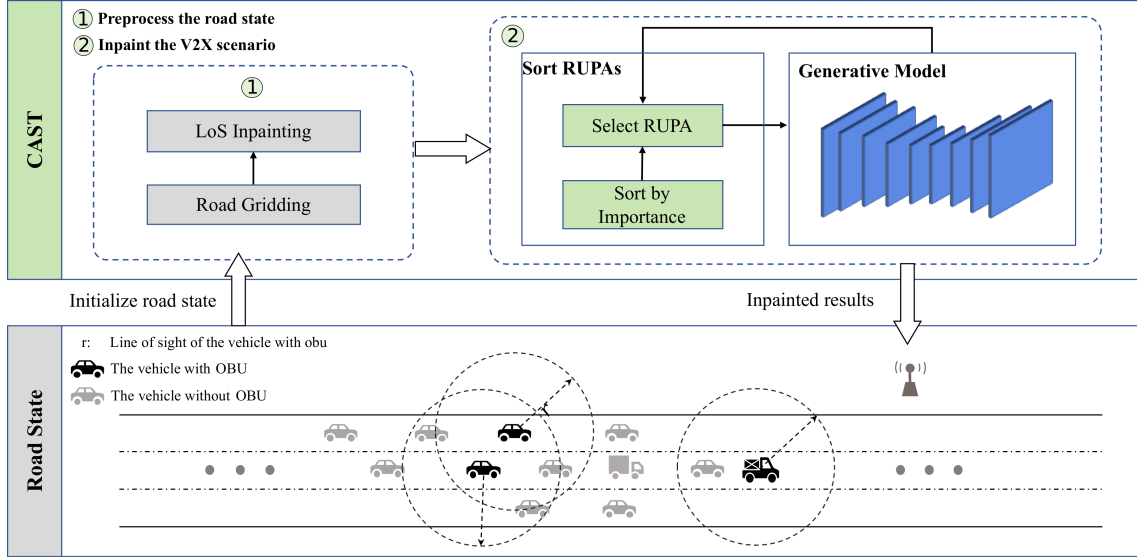 CAST
① Preprocess the road state
② Inpaint the V2X scenario
①
LoS Inpainting
Road Gridding
②
Sort RUPAs
Select RUPA
Sort by
Importance
Generative Model
Initialize road state
Inpainted results
Road State
r: Line of sight of the vehicle with obu
The vehicle with OBU
The vehicle without OBU
r